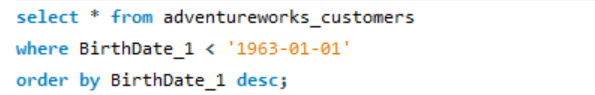 select * from adventureworks_customers
where BirthDate_1 < '1963-01-01'
order by BirthDate_1 desc;